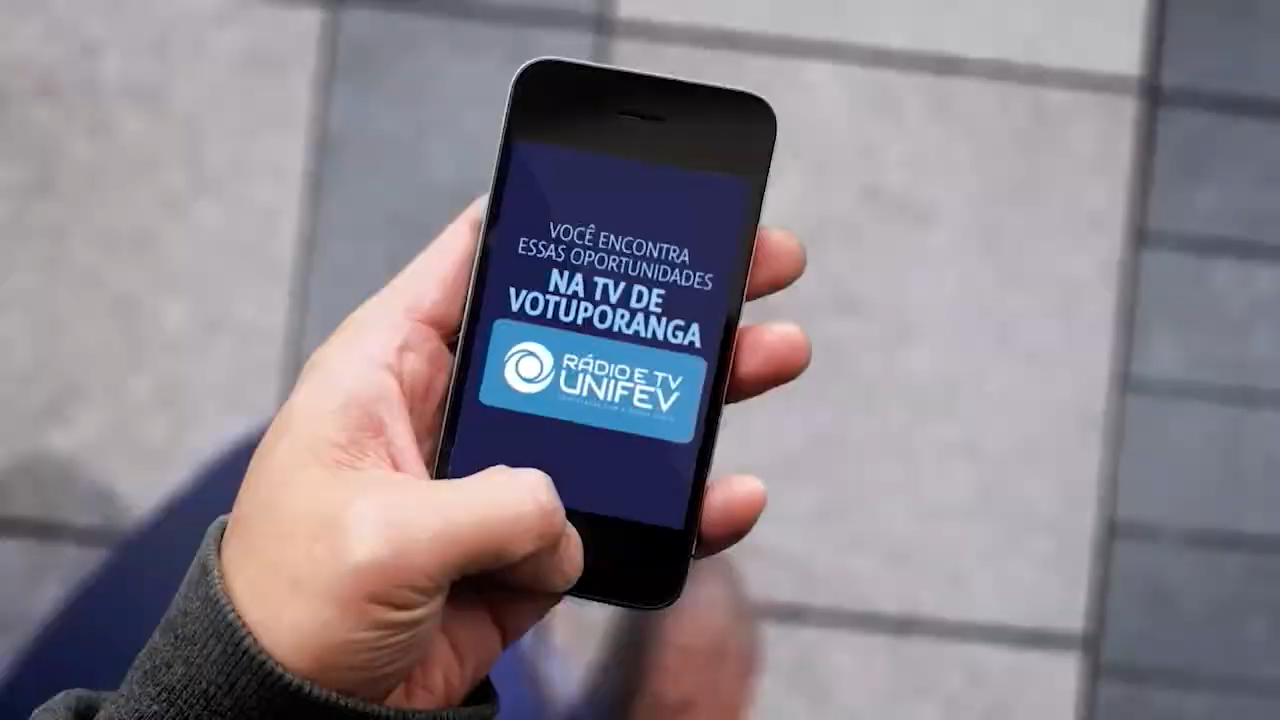 VOCÊ ENCONTRA
ESSAS OPORTUNIDADES
NA TV DE
VOTUPORANGA
RÁDIO E TV
UNIFEV